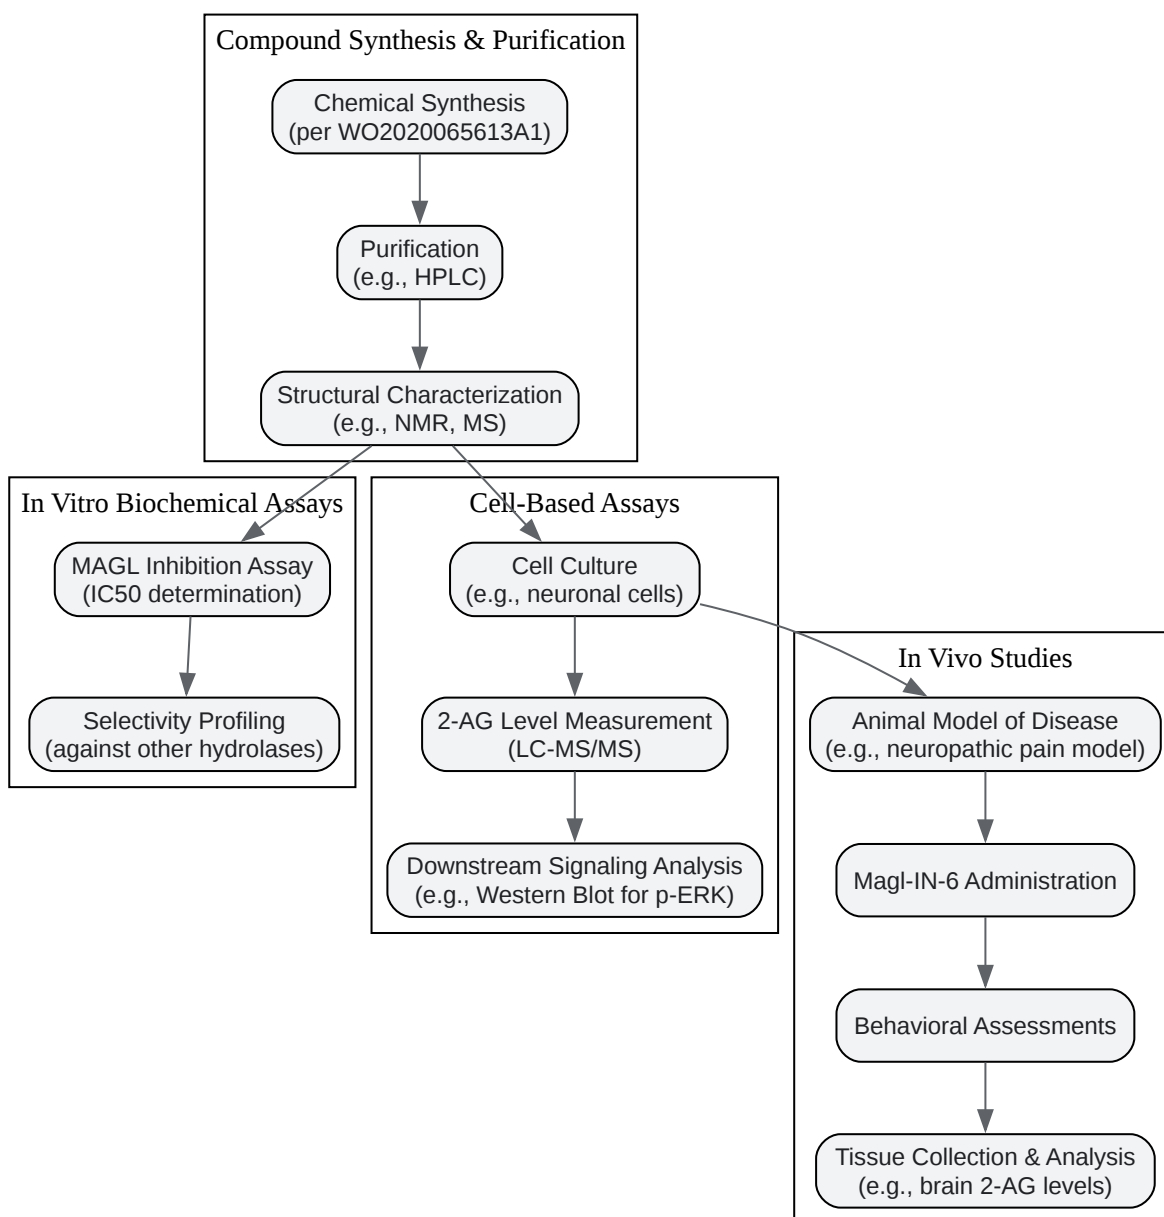 Compound Synthesis & Purification
Chemical Synthesis
(per WO2020065613A1)
Purification
(e.g., HPLC)
Structural Characterization
(e.g., NMR, MS)
In Vitro Biochemical Assays
MAGL Inhibition Assay
(IC50 determination)
Selectivity Profiling
(against other hydrolases)
Cell-Based Assays
Cell Culture
(e.g., neuronal cells)
2-AG Level Measurement
(LC-MS/MS)
Downstream Signaling Analysis
(e.g., Western Blot for p-ERK)
In Vivo Studies
Animal Model of Disease
(e.g., neuropathic pain model)
Magl-IN-6 Administration
Behavioral Assessments
Tissue Collection & Analysis
(e.g., brain 2-AG levels)